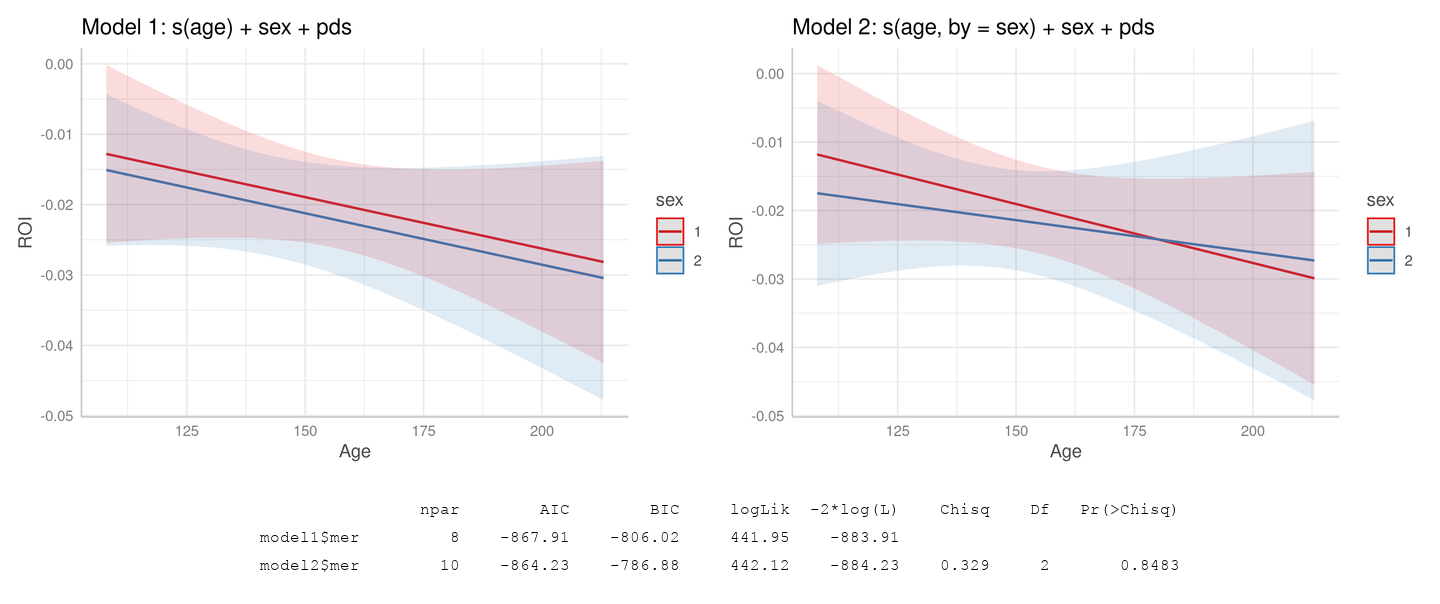 Model 1: s(age) + sex + pds
0.00
-0.01
-0.02
-0.03
-0.04
-0.05
ROI
125 150 175 200
Age
sex
1
2
Model 2: s(age, by = sex) + sex + pds
0.00
-0.01
-0.02
-0.03
-0.04
-0.05
ROI
125 150 175 200
Age
sex
1
2
npar AIC BIC logLik -2*log(L) Chisq Df Pr(>Chisq)
model1$mer 8 -867.91 -806.02 441.95 -883.91
model2$mer 10 -864.23 -786.88 442.12 -884.23 0.329 2 0.8483